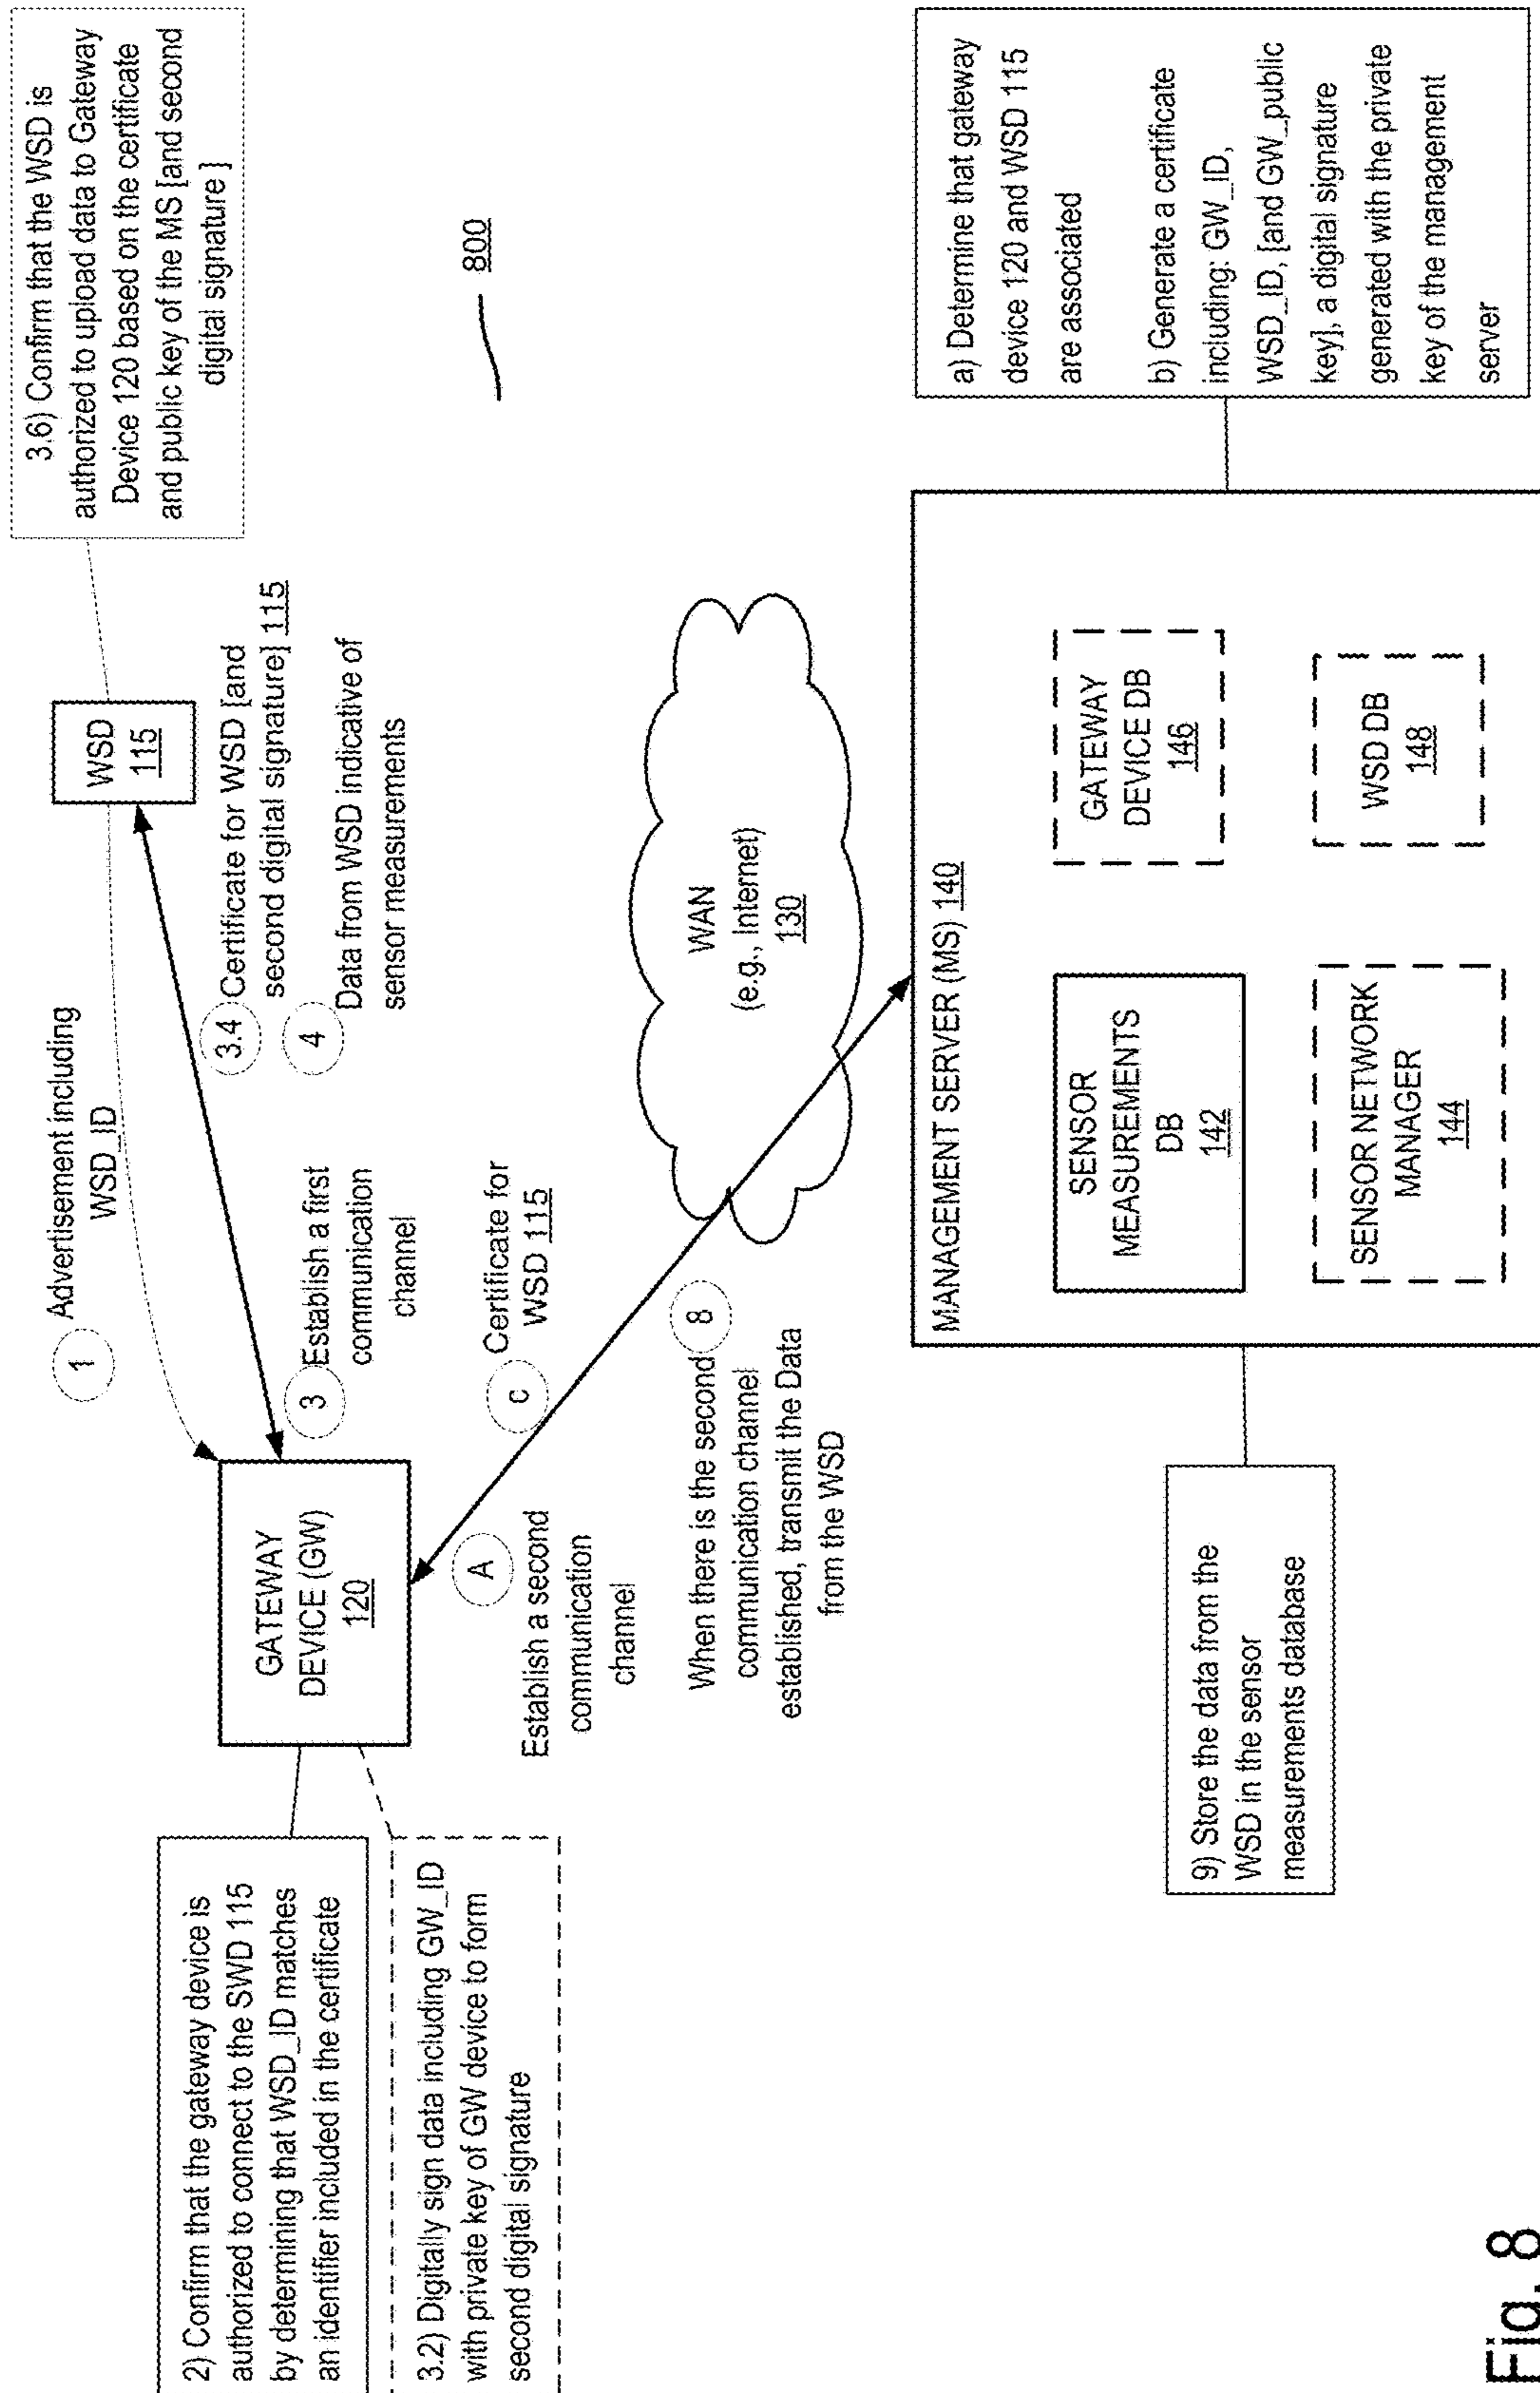 2) Confirm that the gateway device is
authorized to connect to the SWD 115
by determining that WSD_ID matches
an identifier included in the certificate
3.2) Digitally sign data including GW_ID
with private key of GW device to form
second digital signature
GATEWAY
DEVICE (GW)
120
1
Advertisement including
WSD_ID
3
Establish a first
communication
channel
WSD
115
3.4
Certificate for WSD [and
second digital signature] 115
4
Data from WSD indicative of
sensor measurements
3.6) Confirm that the WSD is
authorized to upload data to Gateway
Device 120 based on the certificate
and public key of the MS [and second
digital signature ]
800
A
Establish a second
communication
channel
c
Certificate for
WSD 115
8
When there is the second
communication channel
established, transmit the Data
from the WSD
WAN
(e.g., Internet)
130
9) Store the data from the
WSD in the sensor
measurements database
MANAGEMENT SERVER (MS) 140
SENSOR
MEASUREMENTS
DB
142
GATEWAY
DEVICE DB
146
SENSOR NETWORK
MANAGER
144
WSD DB
148
a) Determine that gateway
device 120 and WSD 115
are associated
b) Generate a certificate
including: GW_ID,
WSD_ID, [and GW_public
key], a digital signature
generated with the private
key of the management
server
Fig. 8